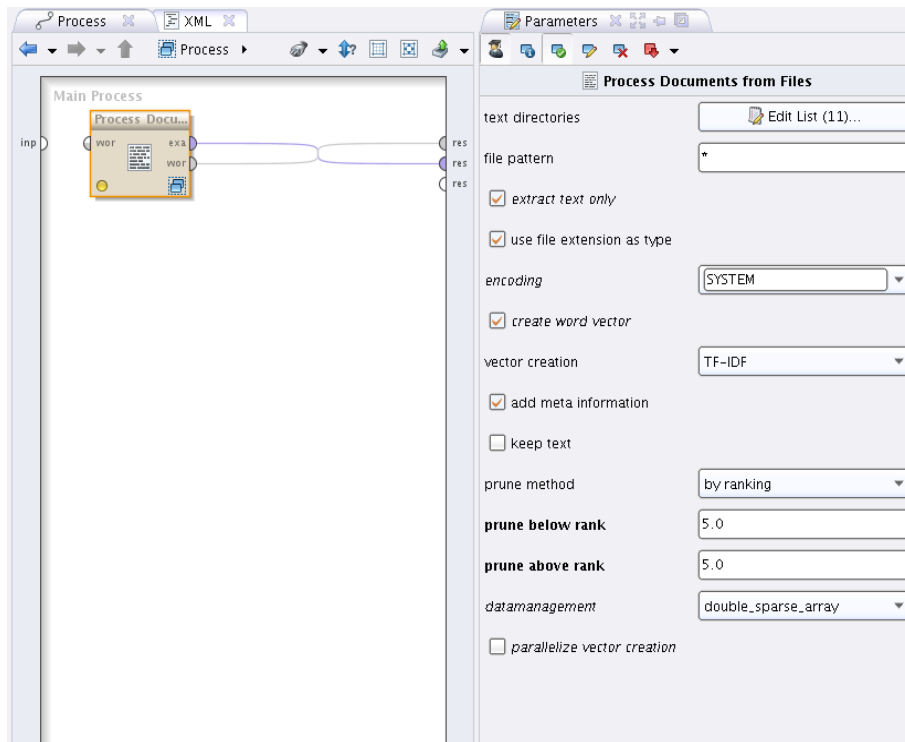 Process
XML
Process
Main Process
Process Docu...
inp
wor
exa
wor
res
res
res
Parameters
Process Documents from Files
text directories
Edit List (11)...
file pattern
*
extract text only
use file extension as type
encoding
SYSTEM
create word vector
vector creation
TF-IDF
add meta information
keep text
prune method
by ranking
prune below rank
5.0
prune above rank
5.0
datamanagement
double_sparse_array
parallelize vector creation